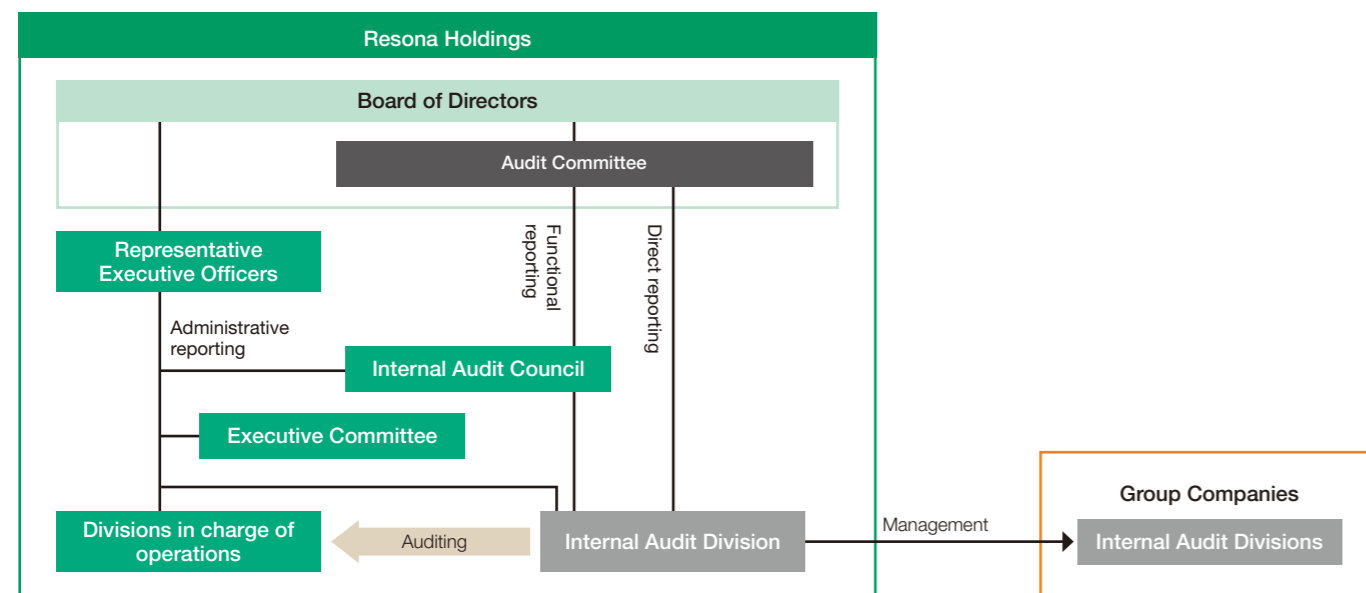 Resona Holdings
Board of Directors
Audit Committee
Representative
Executive Officers
Functional
reporting
Direct reporting
Administrative
reporting
Internal Audit Council
Executive Committee
Divisions in charge of
operations
Auditing
Internal Audit Division
Management
Group Companies
Internal Audit Divisions